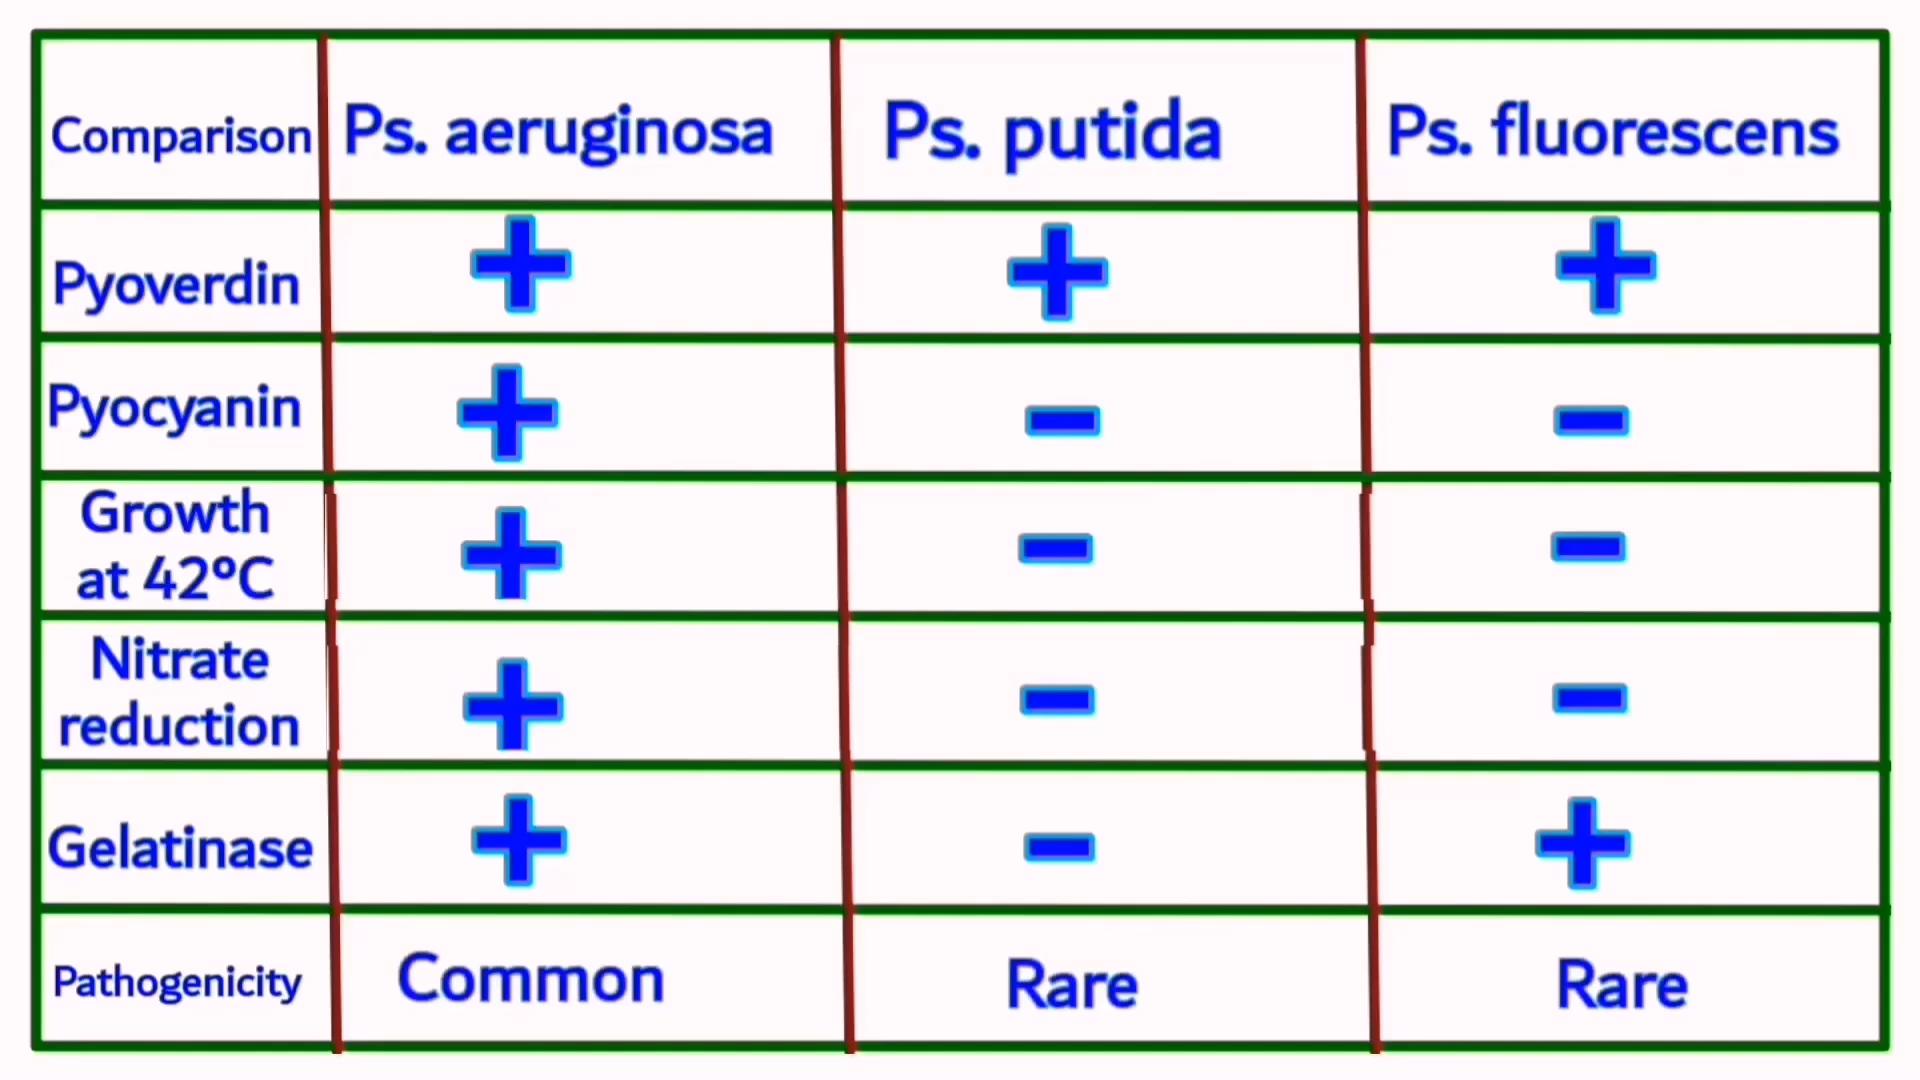 Comparison Ps. aeruginosa Ps. putida Ps. fluorescens
Pyoverdin + + +
Pyocyanin + - -
Growth
at 42°C + - -
Nitrate
reduction + - -
Gelatinase + - +
Pathogenicity Common Rare Rare